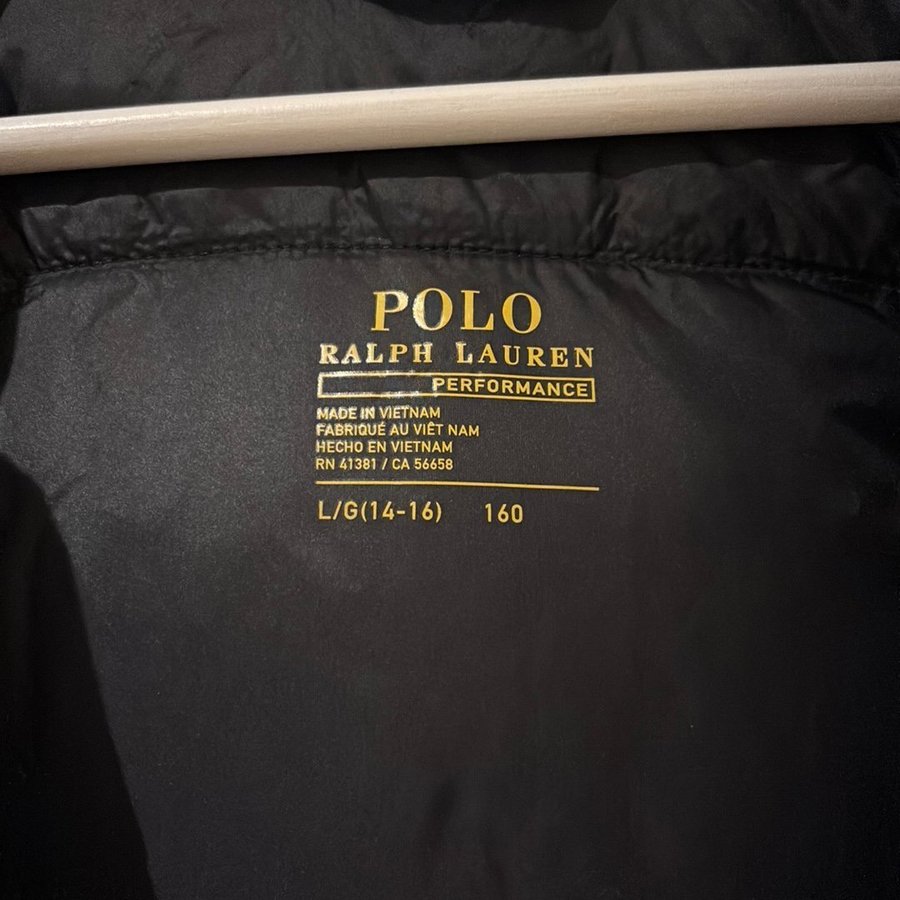 POLO
RALPH LAUREN
PERFORMANCE
MADE IN VIETNAM
FABRIQUÉ AU VIÊT NAM
HECHO EN VIETNAM
RN 41381 / CA 56658
L/G(14-16) 160